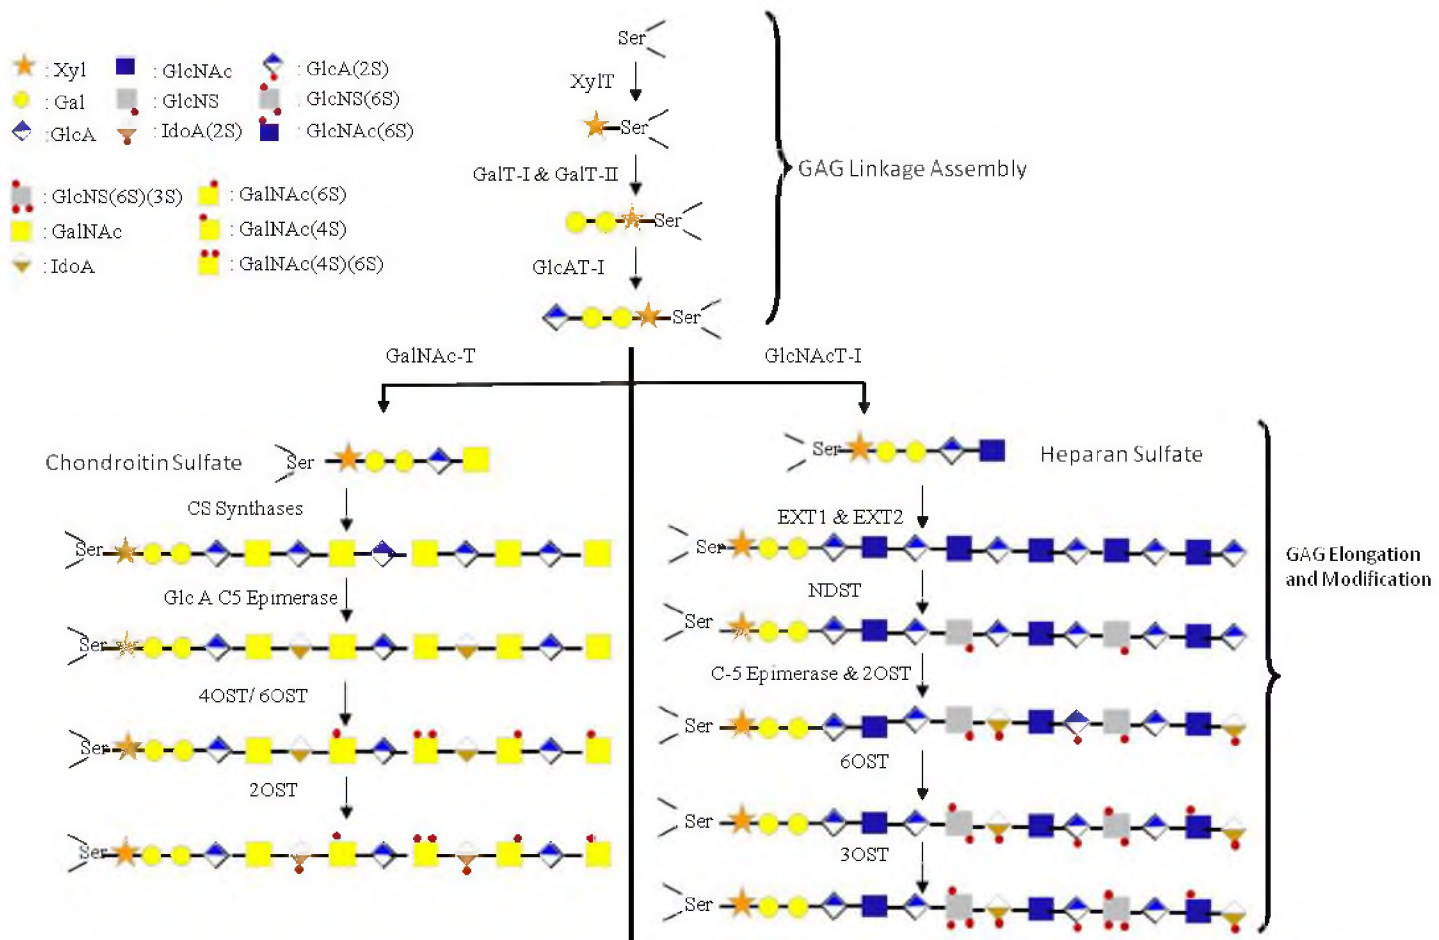 : Xyl
: GlcNAc
: GlcA(2S)
: Gal
: GlcNS
: GlcNS(6S)
:GlcA
: IdoA(2S)
: GlcNAc(6S)
: GlcNS(6S)(3S)
: GalNAc(6S)
: GalNAc
: GalNAc(4S)
: IdoA
: GalNAc(4S)(6S)
Ser
XylT
Ser
GalT-I & GalT-II
Ser
GlcAT-I
Ser
GAG Linkage Assembly
GalNAc-T
GlcNAcT-I
Chondroitin Sulfate
Ser
CS Synthases
Ser
Glc A C5 Epimerase
Ser
4OST/ 6OST
Ser
2OST
Ser
Ser
Heparan Sulfate
EXT1 & EXT2
Ser
NDST
Ser
C-5 Epimerase & 2OST
Ser
6OST
Ser
3OST
Ser
GAG Elongation
and Modification